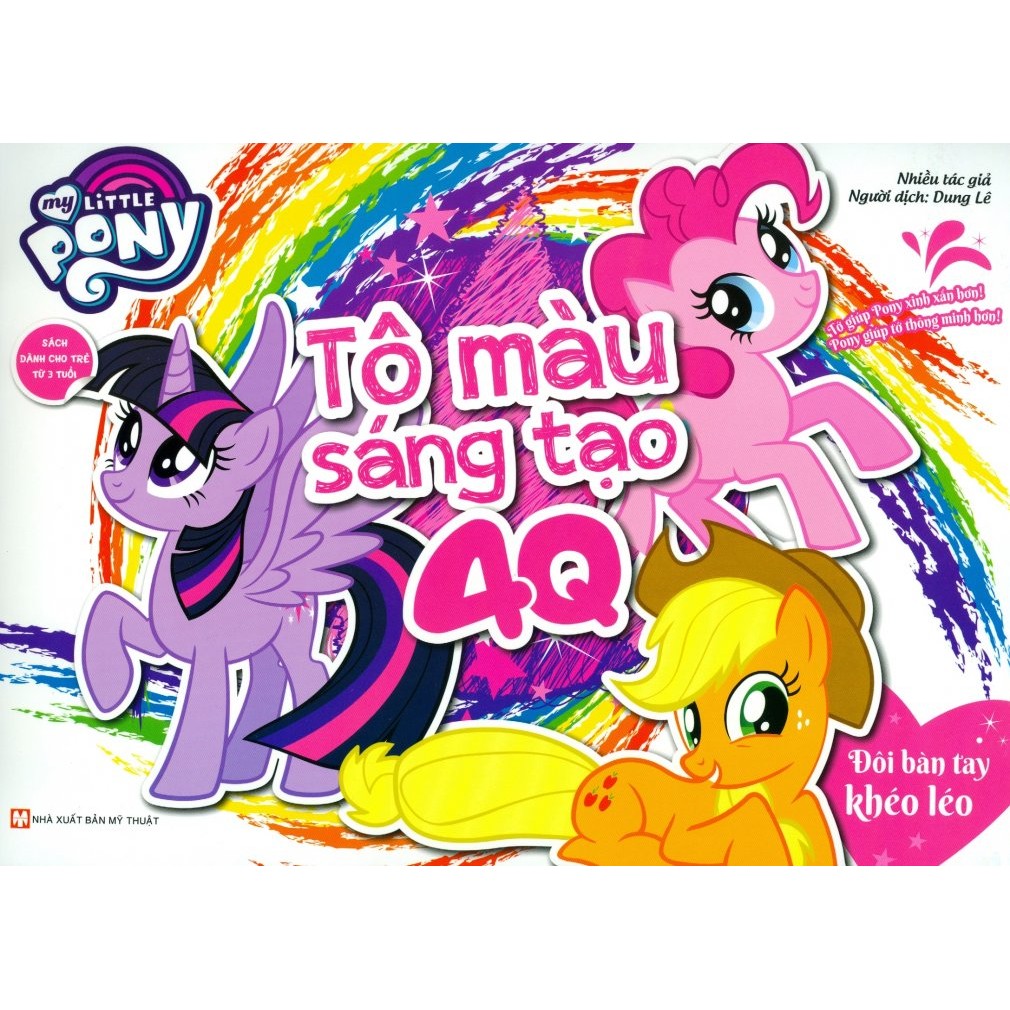 my LiTTLE
PONY
Nhiều tác giả
Người dịch: Dung Lê
Tớ giúp Pony xinh xắn hơn!
Pony giúp tớ thông minh hơn!
SÁCH
DÀNH CHO TRẺ
TỪ 3 TUỔI
Tô màu
sáng tạo
4Q
Đôi bàn tay
khéo léo
NHÀ XUẤT BẢN MỸ THUẬT